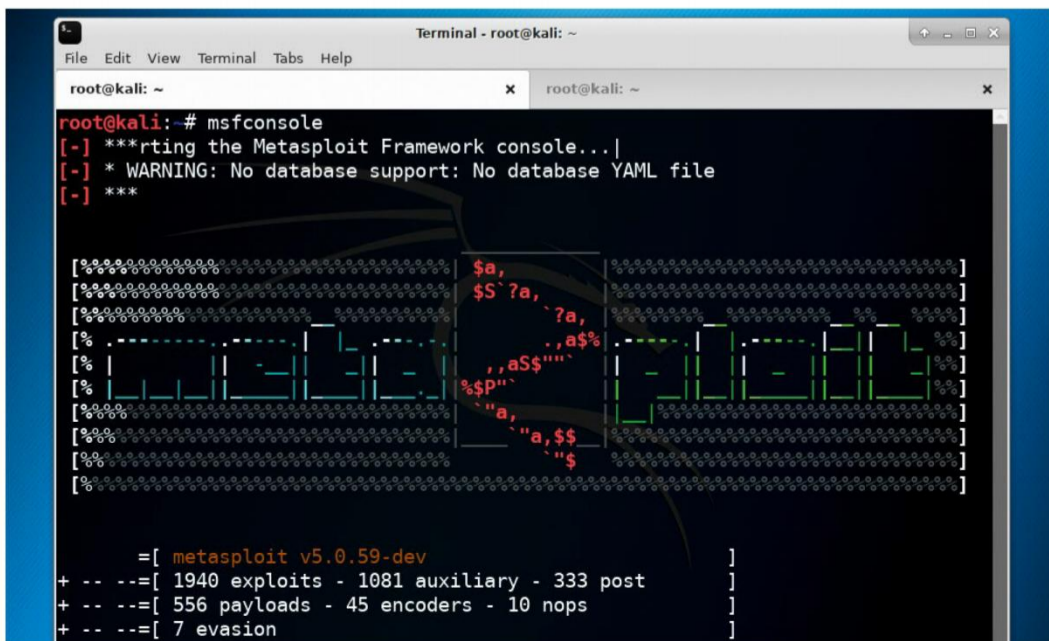 Terminal - root@kali: ~
File Edit View Terminal Tabs Help
root@kali: ~ × root@kali: ~ ×
root@kali:~# msfconsole
[-] ***rting the Metasploit Framework console...|
[-] * WARNING: No database support: No database YAML file
[-] ***
metasploit
=[ metasploit v5.0.59-dev ]
+ -- --=[ 1940 exploits - 1081 auxiliary - 333 post ]
+ -- --=[ 556 payloads - 45 encoders - 10 nops ]
+ -- --=[ 7 evasion ]